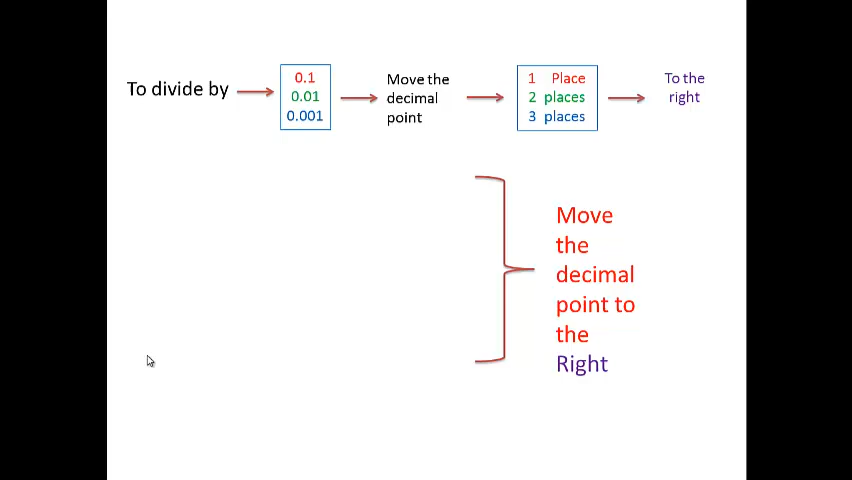 To divide by
0.1
0.01
0.001
Move the
decimal
point
1 Place
2 places
3 places
To the
right
Move
the
decimal
point to
the
Right